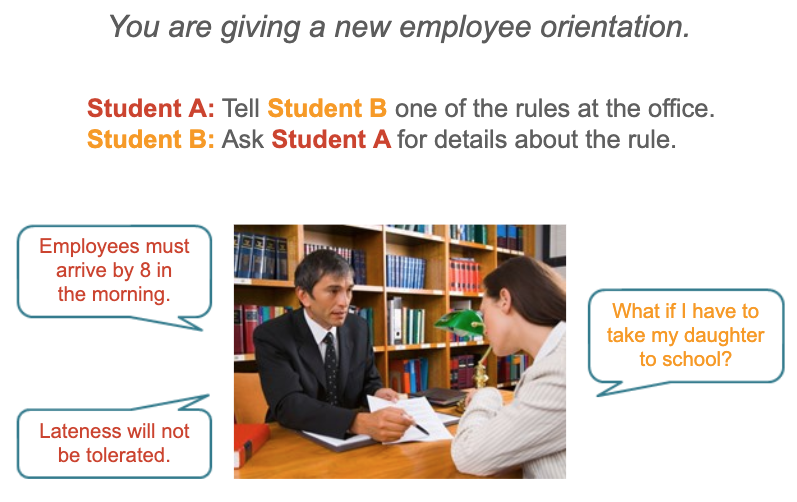 You are giving a new employee orientation.
Student A: Tell Student B one of the rules at the office.
Student B: Ask Student A for details about the rule.
Employees must
arrive by 8 in
the morning.
What if I have to
take my daughter
to school?
Lateness will not
be tolerated.